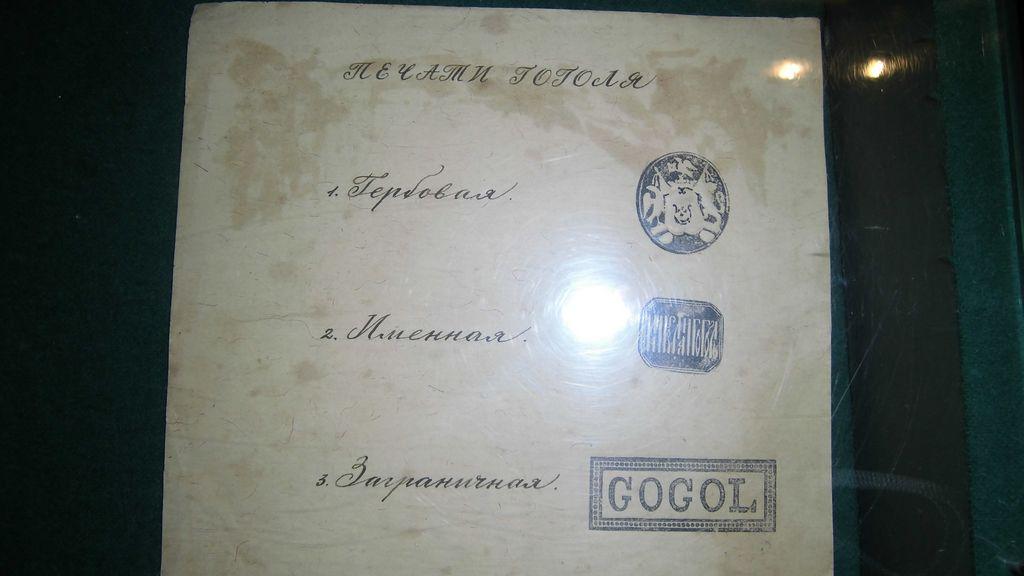 ПЕЧАТИ ГОГОЛЯ
1. Гербовая.
2. Именная.
3. Заграничная.
GOGOL